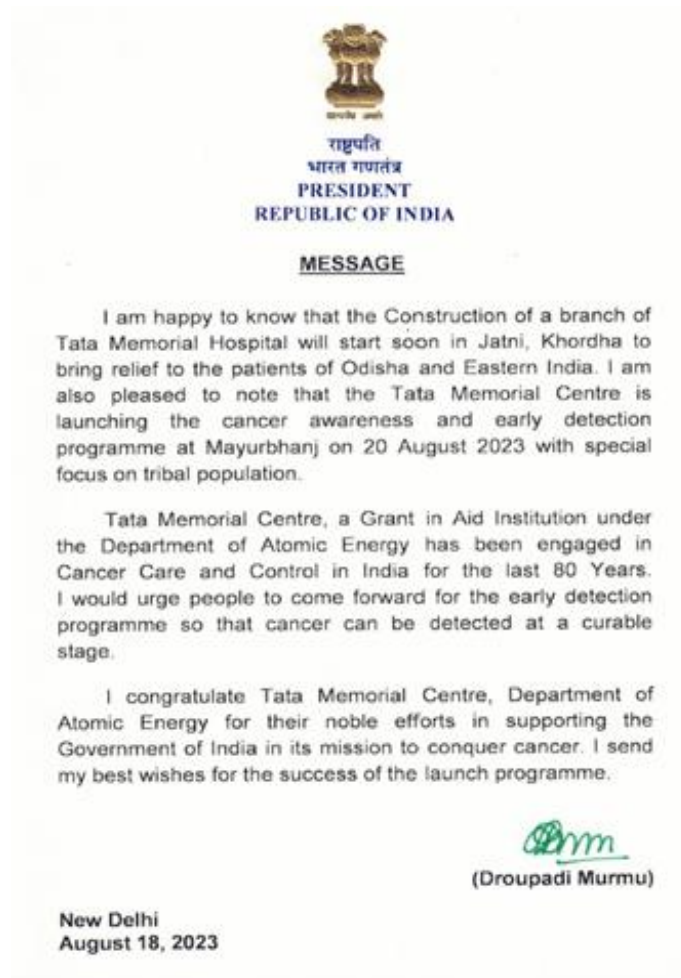 राष्ट्रपति
भारत गणतंत्र
PRESIDENT
REPUBLIC OF INDIA
MESSAGE
I am happy to know that the Construction of a branch of
Tata Memorial Hospital will start soon in Jatni, Khordha to
bring relief to the patients of Odisha and Eastern India. I am
also pleased to note that the Tata Memorial Centre is
launching the cancer awareness and early detection
programme at Mayurbhanj on 20 August 2023 with special
focus on tribal population.
Tata Memorial Centre, a Grant in Aid Institution under
the Department of Atomic Energy has been engaged in
Cancer Care and Control in India for the last 80 Years.
I would urge people to come forward for the early detection
programme so that cancer can be detected at a curable
stage.
I congratulate Tata Memorial Centre, Department of
Atomic Energy for their noble efforts in supporting the
Government of India in its mission to conquer cancer. I send
my best wishes for the success of the launch programme.
(Droupadi Murmu)
New Delhi
August 18, 2023